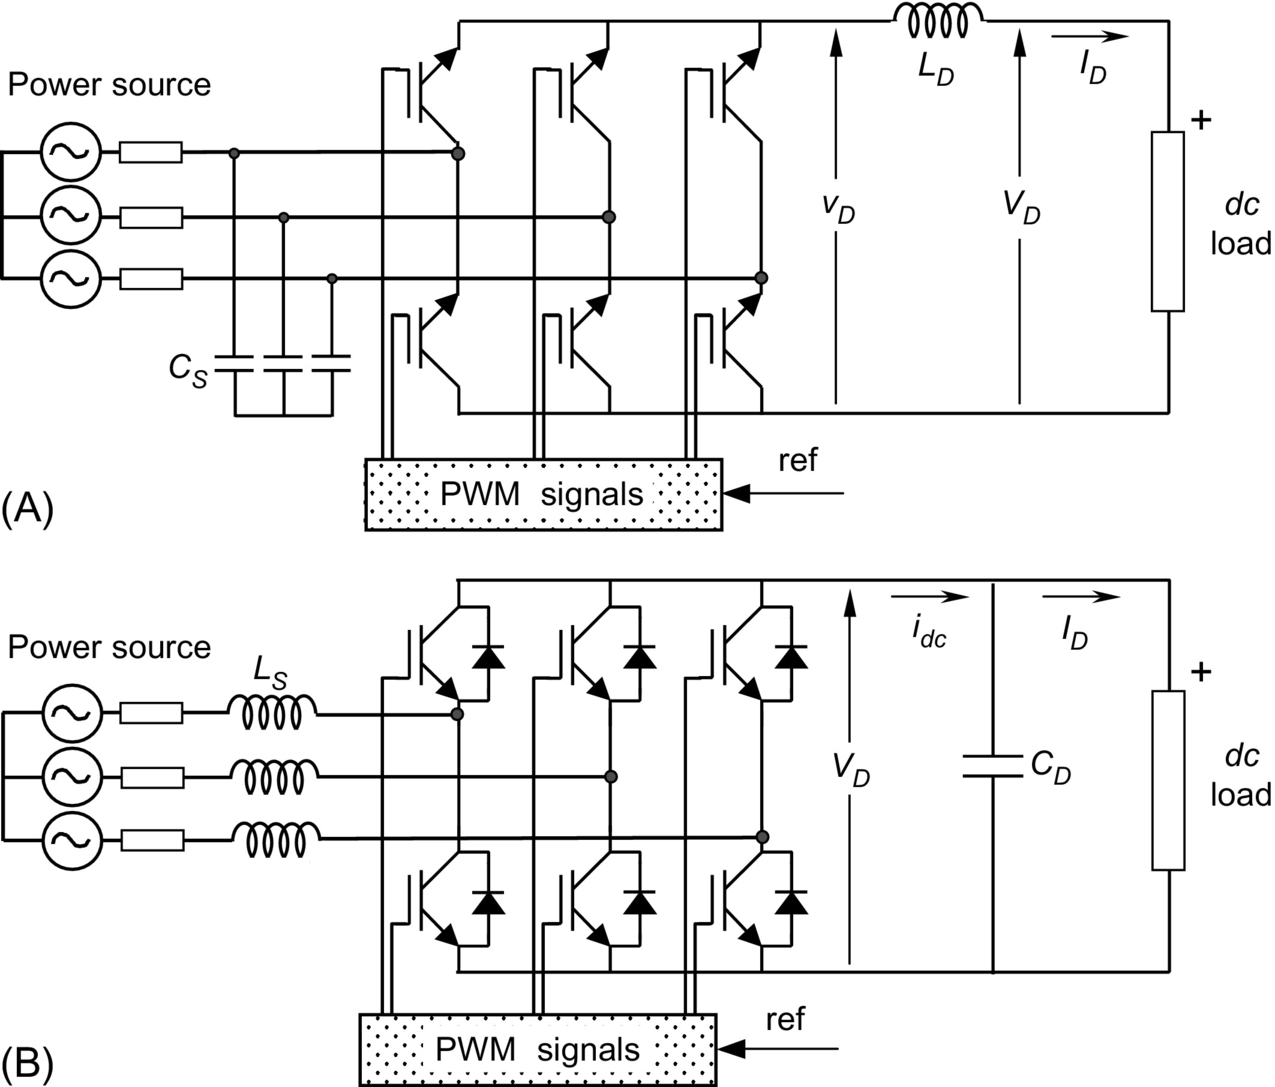 Power source
L_D
I_D
+
v_D
V_D
dc
load
C_S
ref
PWM signals
(A)
Power source
L_S
i_dc
I_D
+
V_D
C_D
dc
load
ref
PWM signals
(B)